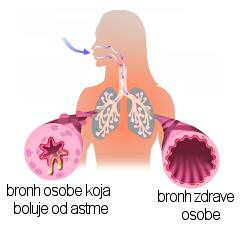 bronh osobe koja
boluje od astme
bronh zdrave
osobe